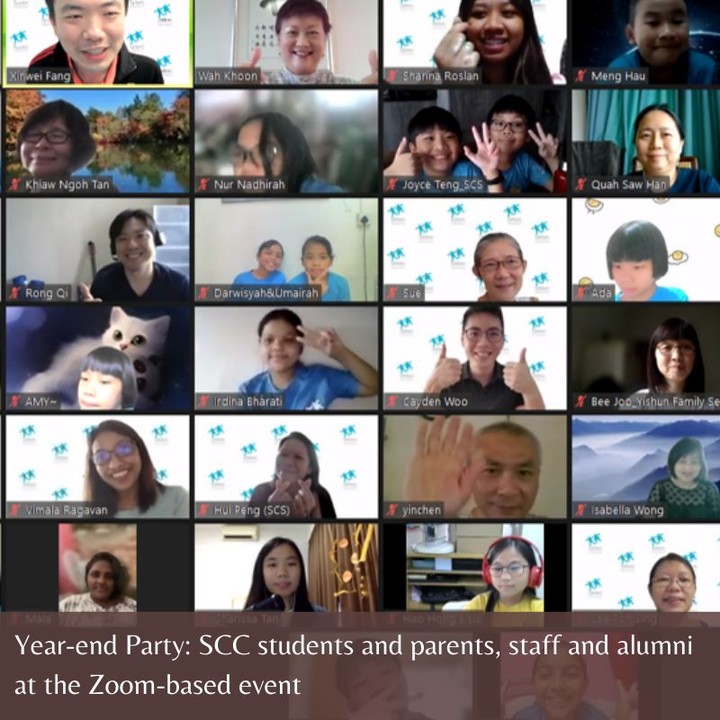 Xinwei Fang
Wah Khoon
Sharina Roslan
Meng Hau
Khiaw Ngoh Tan
Nur Nadhirah
Joyce Teng_SCS
Quah Saw Han
Rong Qi
Darwisyah&Umairah
Sue
Ada
AMY~
Irdina Bharati
Cayden Woo
Bee Joo_Yishun Family Se
Vimala Ragavan
Hui Peng (SCS)
yinchen
Isabella Wong
Mala
Year-end Party: SCC students and parents, staff and alumni
at the Zoom-based event